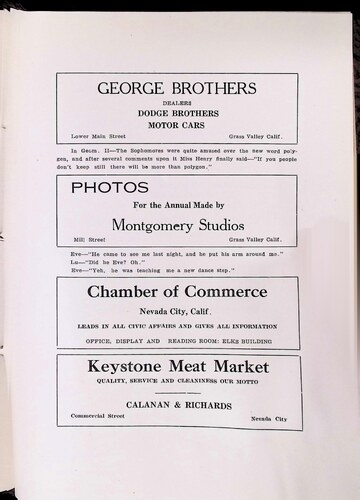 GEORGE BROTHERS
DEALERS
DODGE BROTHERS
MOTOR CARS
Lower Main Street Grass Valley Calif.
In Geom. II—The Sophomores were quite amused over the new word poly-
gon, and after several comments upon it Miss Henry finally said—"If you people
don't keep still there will be more than polygon."
PHOTOS
For the Annual Made by
Montgomery Studios
Mill Street Grass Valley Calif.
Eve—"He came to see me last night, and he put his arm around me."
Lu—"Did he Eve? Oh."
Eve—"Yeh, he was teaching me a new dance step."
Chamber of Commerce
Nevada City, Calif.
LEADS IN ALL CIVIC AFFAIRS AND GIVES ALL INFORMATION
OFFICE, DISPLAY AND READING ROOM: ELKS BUILDING
Keystone Meat Market
QUALITY, SERVICE AND CLEANINESS OUR MOTTO
CALANAN & RICHARDS
Commercial Street Nevada City